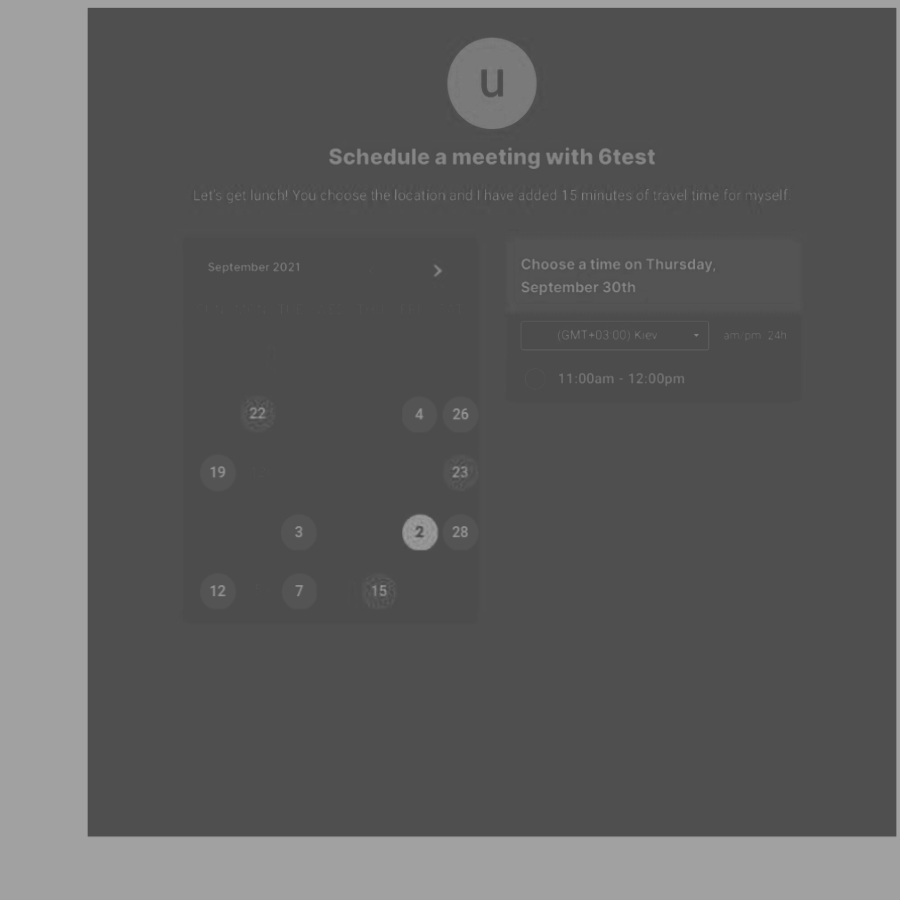 u
Schedule a meeting with 6test
Let's get lunch! You choose the location and I have added 15 minutes of travel time for myself
September 2021
22 4 26
19 23
3 2 28
12 7 15
Choose a time on Thursday,
September 30th
(GMT+03:00) Kiev am/pm 24h
11:00am - 12:00pm